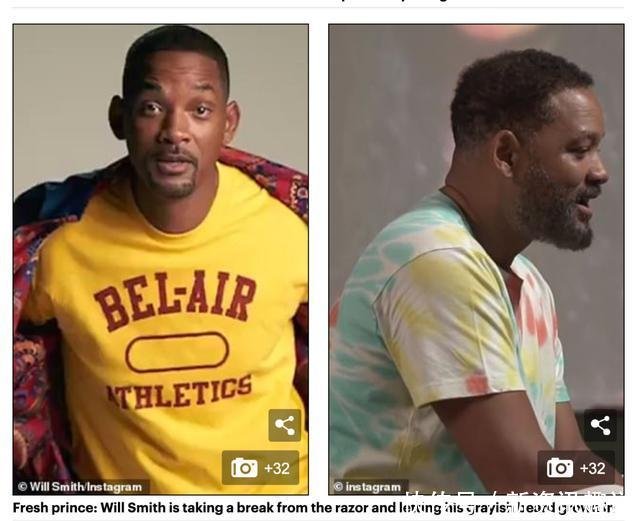 BEL-AIR
ATHLETICS
+32
+32
© Will Smith/Instagram
© instagram
Fresh prince: Will Smith is taking a break from the razor and letting his grayish beard grow in